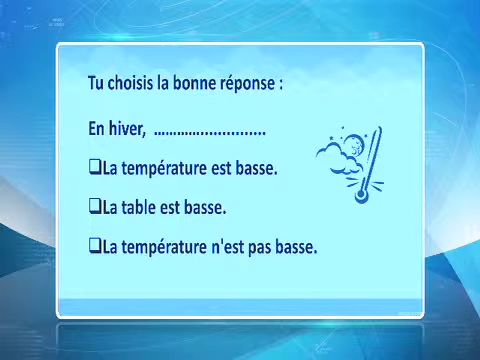 Tu choisis la bonne réponse :
En hiver, ............................
❑La température est basse.
❑La table est basse.
❑La température n'est pas basse.